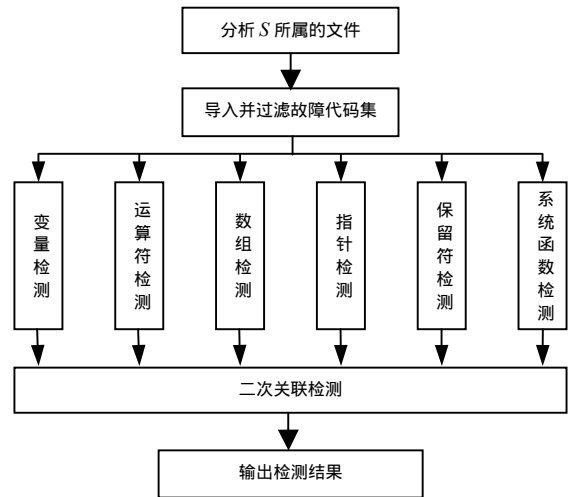 分析 S 所属的文件
导入并过滤故障代码集
变量检测
运算符检测
数组检测
指针检测
保留符检测
系统函数检测
二次关联检测
输出检测结果